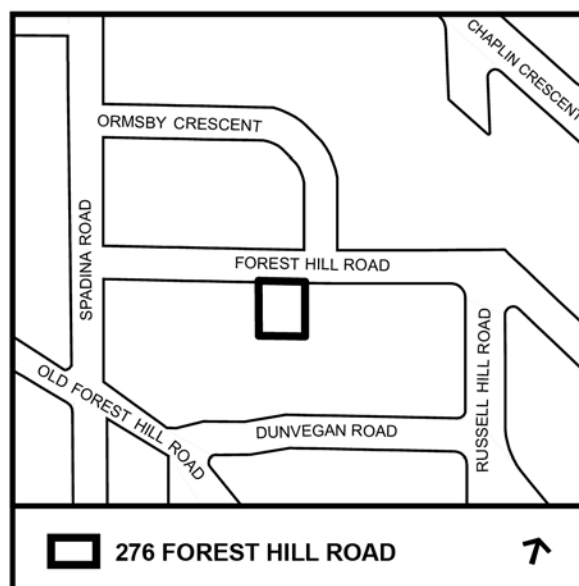 CHAPLIN CRESCENT
ORMSBY CRESCENT
SPADINA ROAD
FOREST HILL ROAD
RUSSELL HILL ROAD
OLD FOREST HILL ROAD
DUNVEGAN ROAD
276 FOREST HILL ROAD